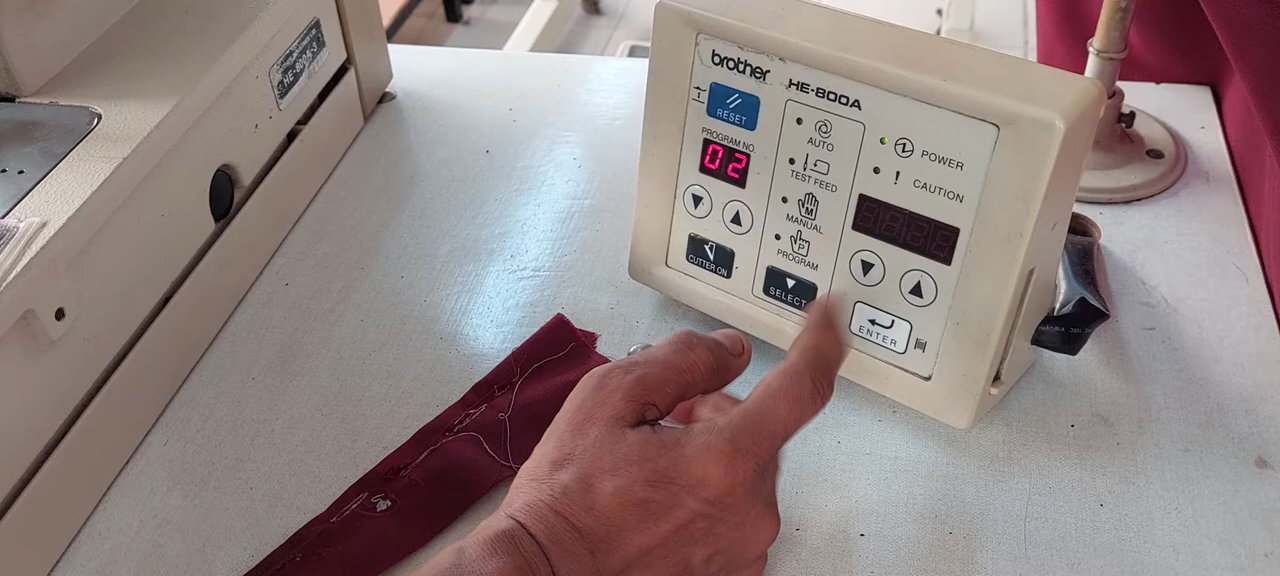 HE-800A-3
brother HE-800A
RESET
PROGRAM NO.
02
CUTTER ON
AUTO
TEST FEED
M
MANUAL
P
PROGRAM
SELECT
POWER
! CAUTION
ENTER